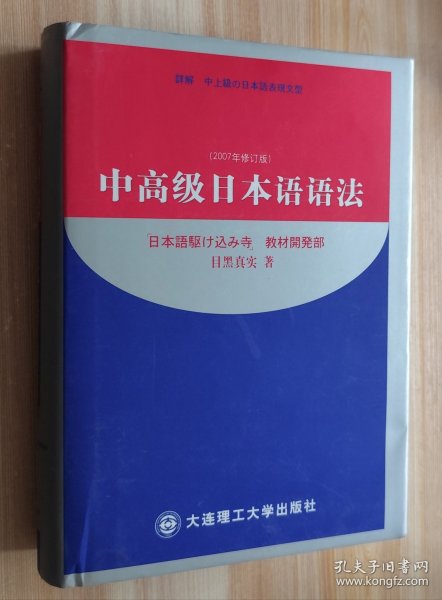 詳解 中上級の日本語表現文型
(2007年修订版)
中高级日本语语法
「日本語駆け込み寺」 教材開発部
目黑真实 著
大连理工大学出版社
孔夫子旧书网
www.kongfz.com